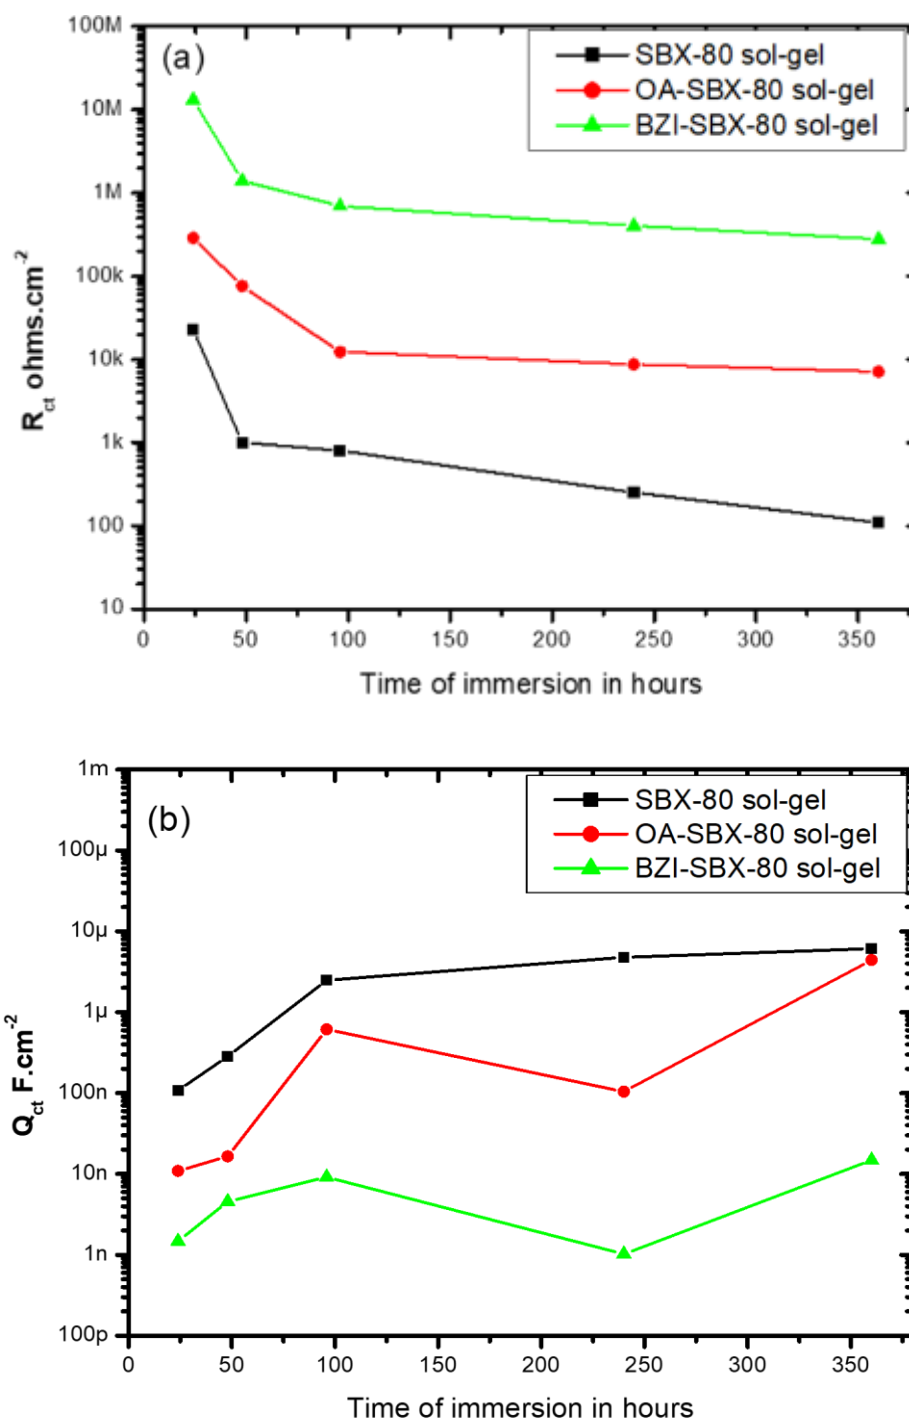 (a)
SBX-80 sol-gel
OA-SBX-80 sol-gel
BZI-SBX-80 sol-gel
100M
10M
1M
100k
10k
1k
100
10
R_ct ohms.cm^-2
0 50 100 150 200 250 300 350
Time of immersion in hours
(b)
SBX-80 sol-gel
OA-SBX-80 sol-gel
BZI-SBX-80 sol-gel
1m
100µ
10µ
1µ
100n
10n
1n
100p
Q_ct F.cm^-2
0 50 100 150 200 250 300 350
Time of immersion in hours